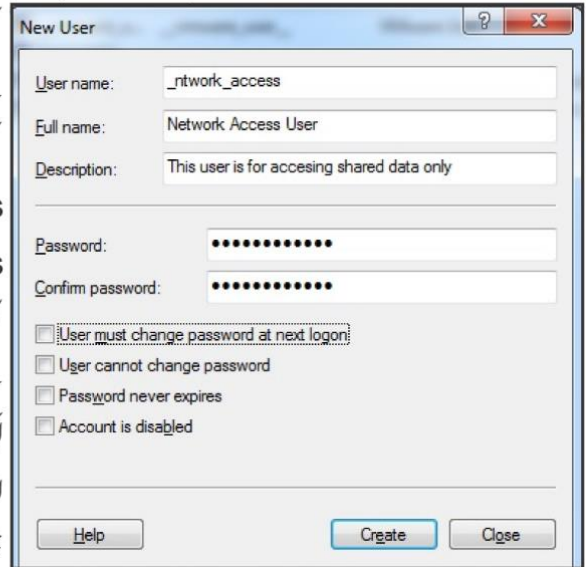 New User
User name: _ntwork_access
Full name: Network Access User
Description: This user is for accesing shared data only
Password: ●●●●●●●●●●●●
Confirm password: ●●●●●●●●●●●●
User must change password at next logon
User cannot change password
Password never expires
Account is disabled
Help Create Close